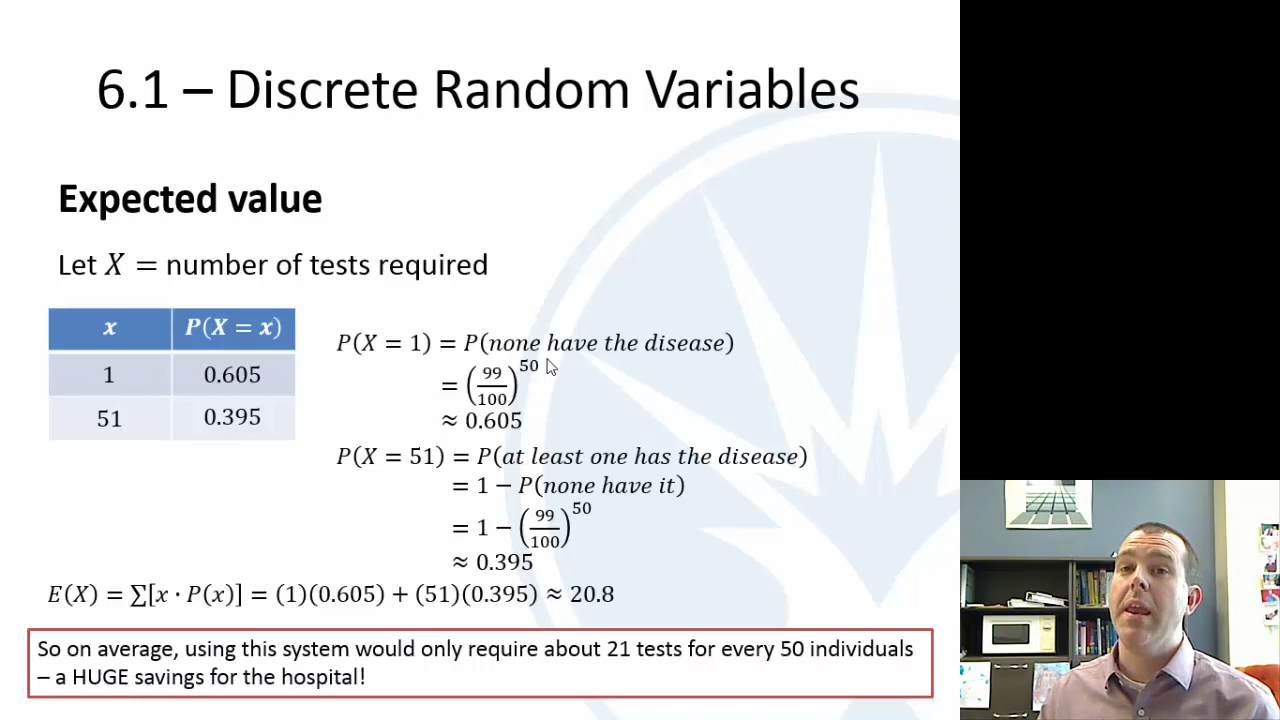 6.1 – Discrete Random Variables
Expected value
Let X = number of tests required
x P(X = x)
1 0.605
51 0.395
P(X = 1) = P(none have the disease)
= (99/100)^50
≈ 0.605
P(X = 51) = P(at least one has the disease)
= 1 − P(none have it)
= 1 − (99/100)^50
≈ 0.395
E(X) = ∑[x · P(x)] = (1)(0.605) + (51)(0.395) ≈ 20.8
So on average, using this system would only require about 21 tests for every 50 individuals
– a HUGE savings for the hospital!